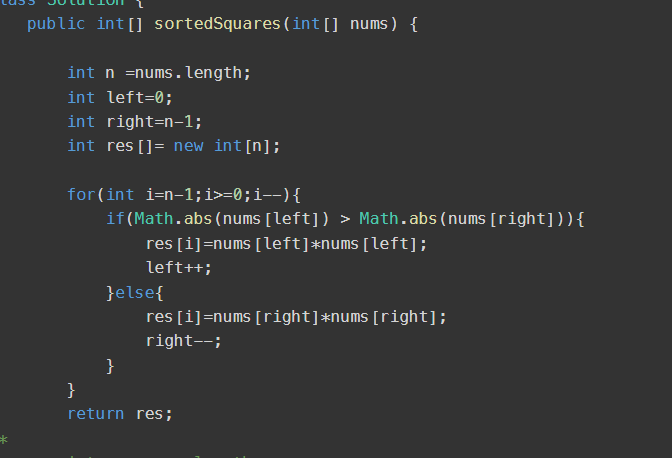 class Solution {
public int[] sortedSquares(int[] nums) {
int n =nums.length;
int left=0;
int right=n-1;
int res[]= new int[n];
for(int i=n-1;i>=0;i--){
if(Math.abs(nums[left]) > Math.abs(nums[right])){
res[i]=nums[left]*nums[left];
left++;
}else{
res[i]=nums[right]*nums[right];
right--;
}
}
return res;
*